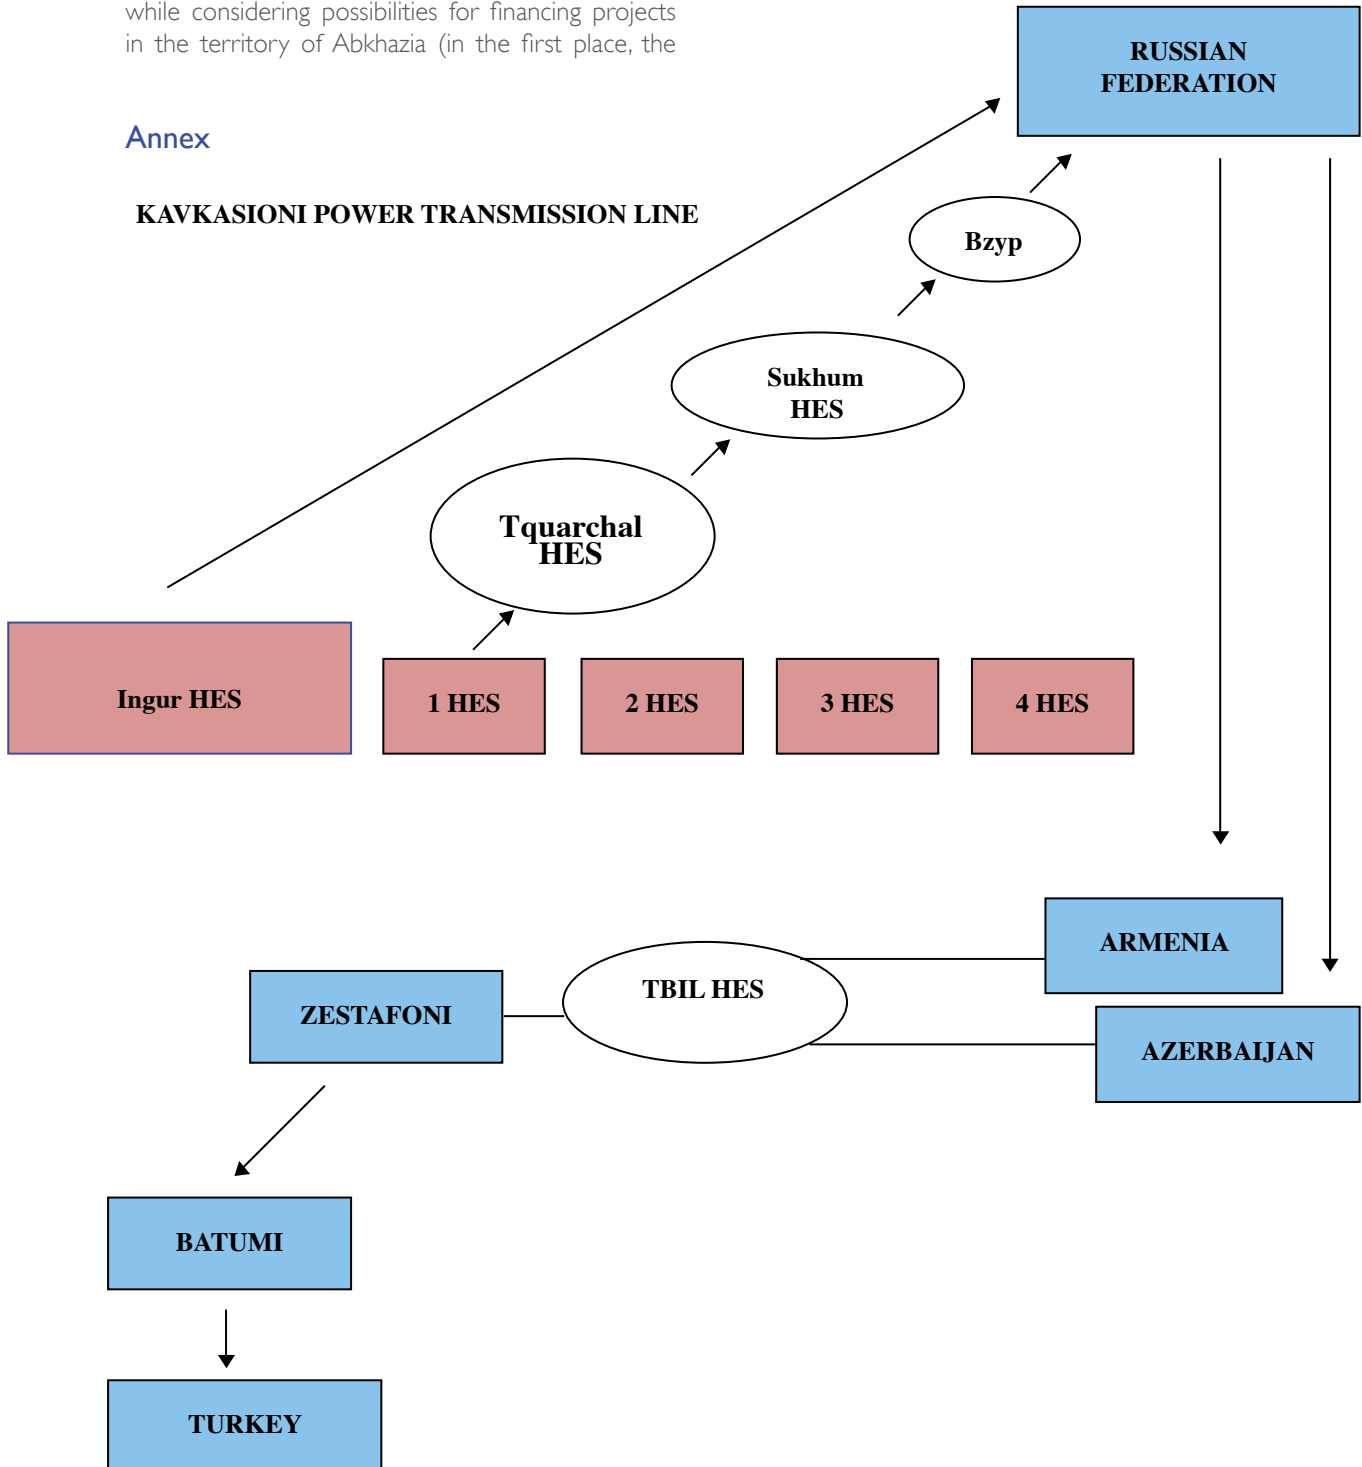 while considering possibilities for financing projects
in the territory of Abkhazia (in the first place, the
RUSSIAN
FEDERATION
Annex
KAVKASIONI POWER TRANSMISSION LINE
Bzyp
Sukhum
HES
Tquarchal
HES
Ingur HES
1 HES
2 HES
3 HES
4 HES
ARMENIA
TBIL HES
ZESTAFONI
AZERBAIJAN
BATUMI
TURKEY